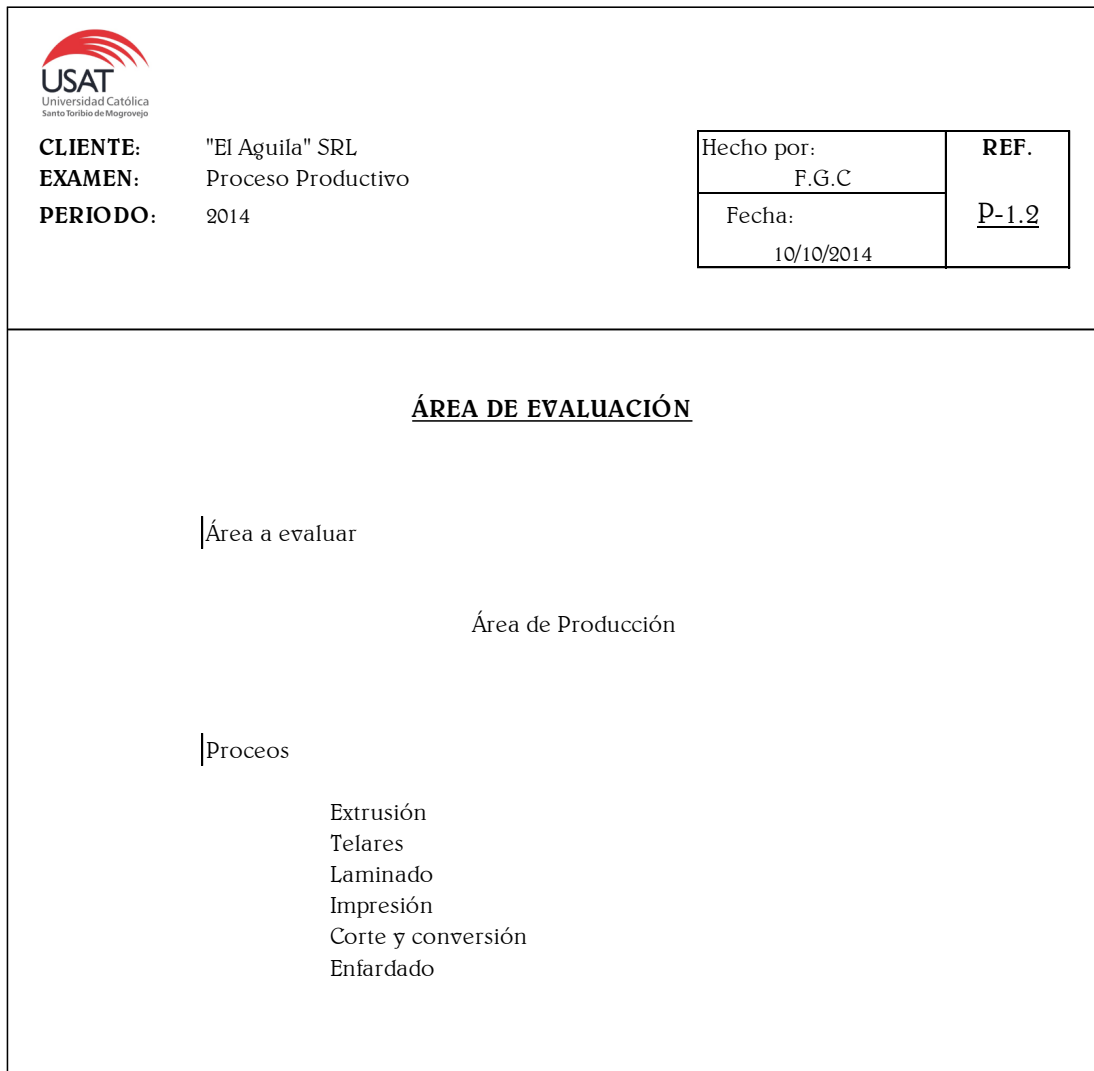 USAT
Universidad Católica
Santo Toribio de Mogrovejo
CLIENTE: "El Aguila" SRL
EXAMEN: Proceso Productivo
PERIODO: 2014
Hecho por:
F.G.C
Fecha:
10/10/2014
REF.
P-1.2
ÁREA DE EVALUACIÓN
Área a evaluar
Área de Producción
Proceos
Extrusión
Telares
Laminado
Impresión
Corte y conversión
Enfardado